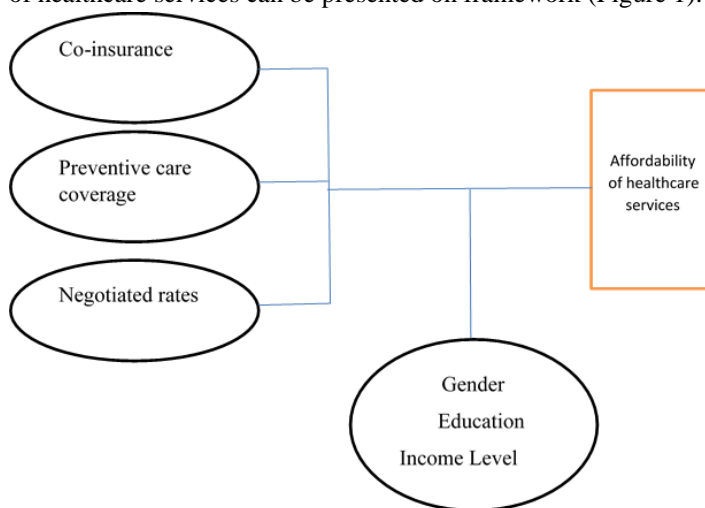 of healthcare services can be presented on framework (Figure 1).
Co-insurance
Preventive care
coverage
Negotiated rates
Affordability
of healthcare
services
Gender
Education
Income Level